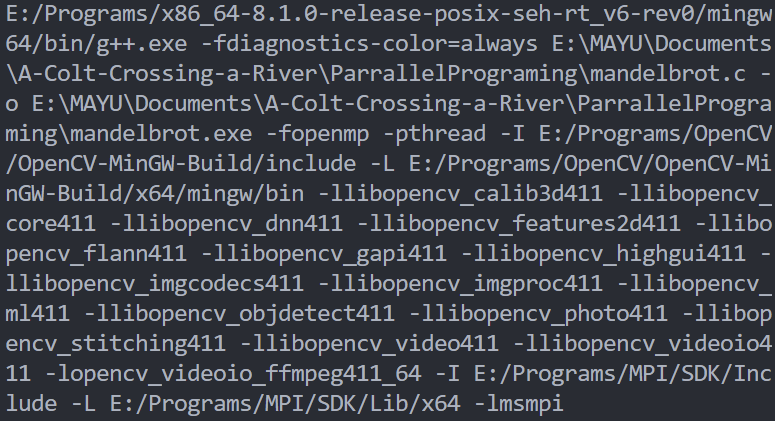 E:/Programs/x86_64-8.1.0-release-posix-seh-rt_v6-rev0/mingw
64/bin/g++.exe -fdiagnostics-color=always E:\MAYU\Documents
\A-Colt-Crossing-a-River\ParrallelPrograming\mandelbrot.c -
o E:\MAYU\Documents\A-Colt-Crossing-a-River\ParrallelProgra
ming\mandelbrot.exe -fopenmp -pthread -I E:/Programs/OpenCV
/OpenCV-MinGW-Build/include -L E:/Programs/OpenCV/OpenCV-Mi
nGW-Build/x64/mingw/bin -llibopencv_calib3d411 -llibopencv_
core411 -llibopencv_dnn411 -llibopencv_features2d411 -llibo
pencv_flann411 -llibopencv_gapi411 -llibopencv_highgui411 -
llibopencv_imgcodecs411 -llibopencv_imgproc411 -llibopencv_
ml411 -llibopencv_objdetect411 -llibopencv_photo411 -llibop
encv_stitching411 -llibopencv_video411 -llibopencv_videoio4
11 -lopencv_videoio_ffmpeg411_64 -I E:/Programs/MPI/SDK/Inc
lude -L E:/Programs/MPI/SDK/Lib/x64 -lmsmpi